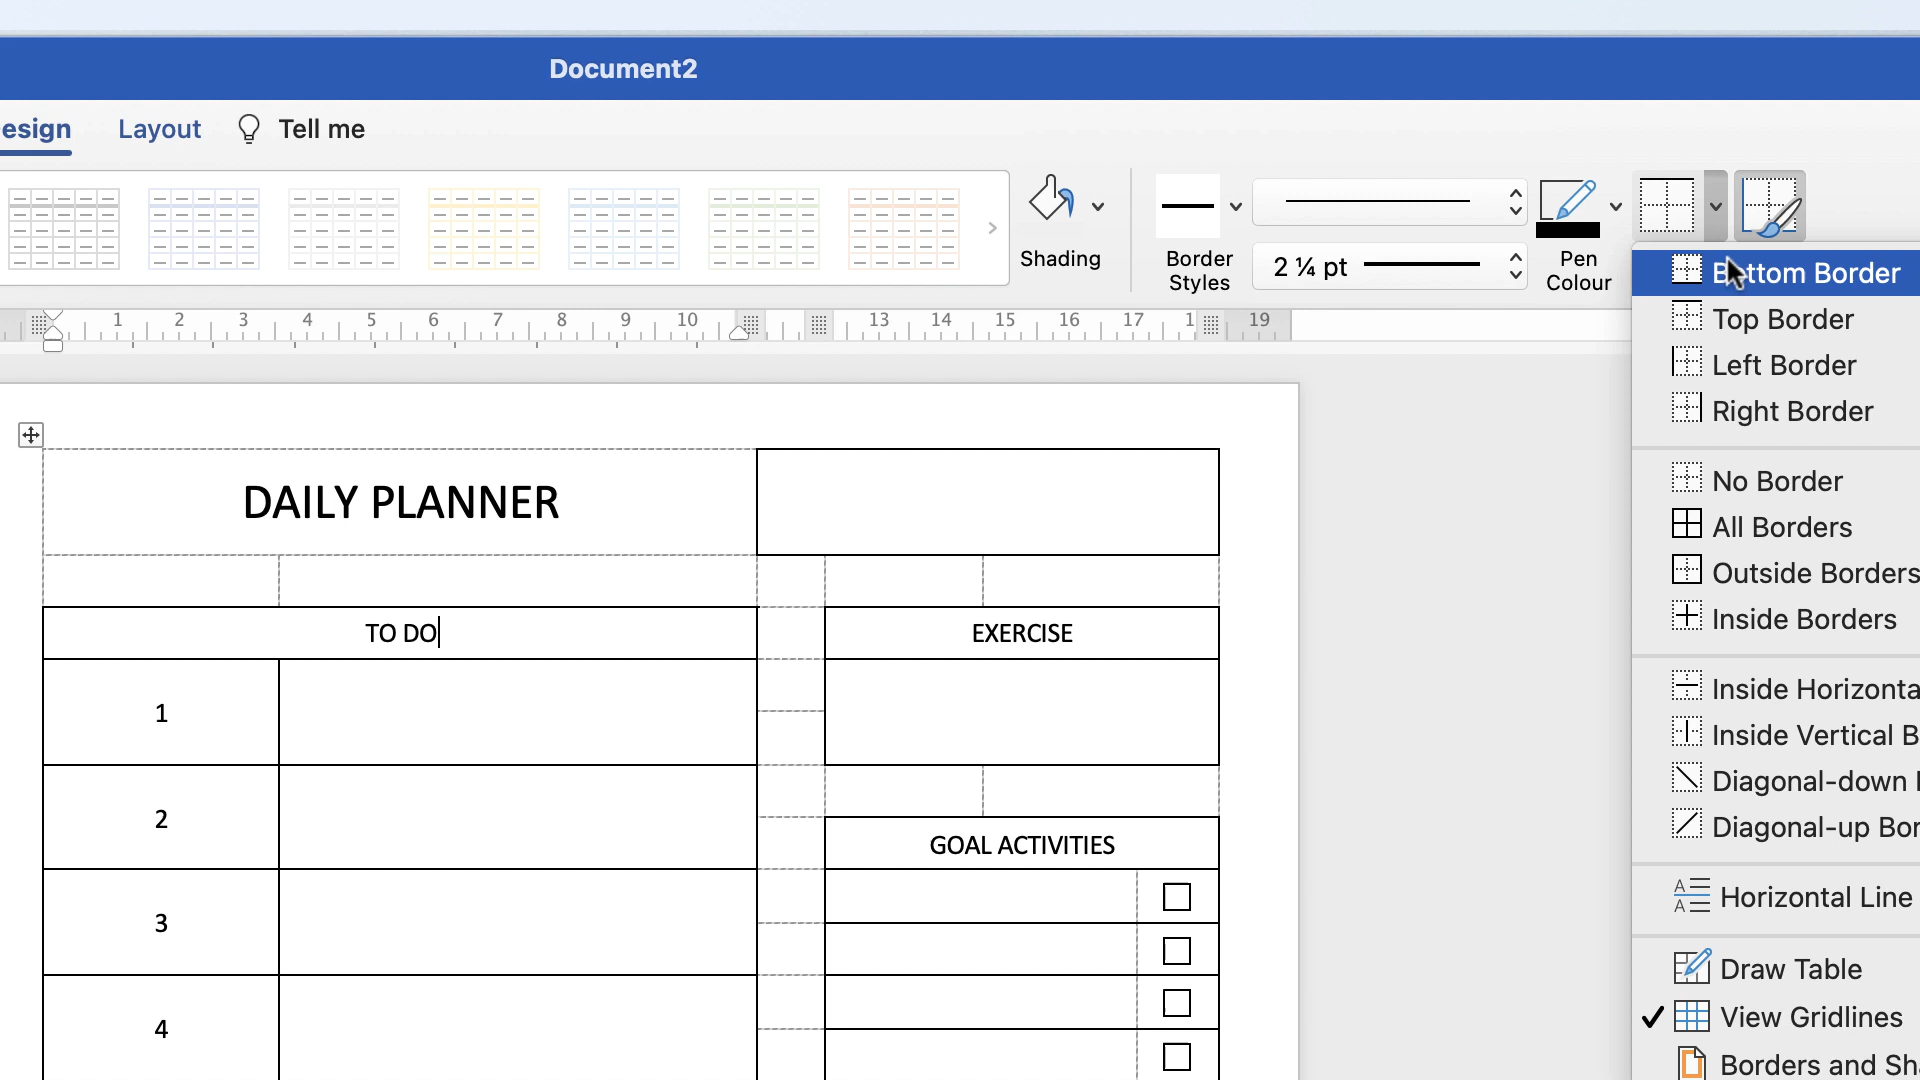 Document2
esign Layout Tell me
Shading
Border Styles
2 ¼ pt
Pen Colour
1 2 3 4 5 6 7 8 9 10 13 14 15 16 17 1 19
Bottom Border
Top Border
Left Border
Right Border
No Border
All Borders
Outside Borders
Inside Borders
Inside Horizonta
Inside Vertical B
Diagonal-down
Diagonal-up Bor
Horizontal Line
Draw Table
View Gridlines
Borders and Sha
DAILY PLANNER
TO DO
EXERCISE
1
2
GOAL ACTIVITIES
3
4